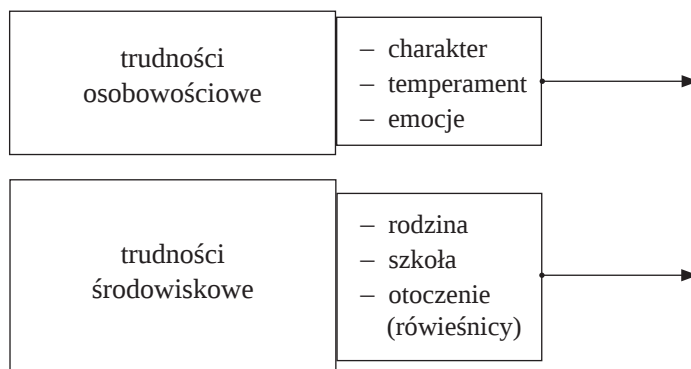 trudności
osobowościowe
– charakter
– temperament
– emocje
trudności
środowiskowe
– rodzina
– szkoła
– otoczenie
(rówieśnicy)